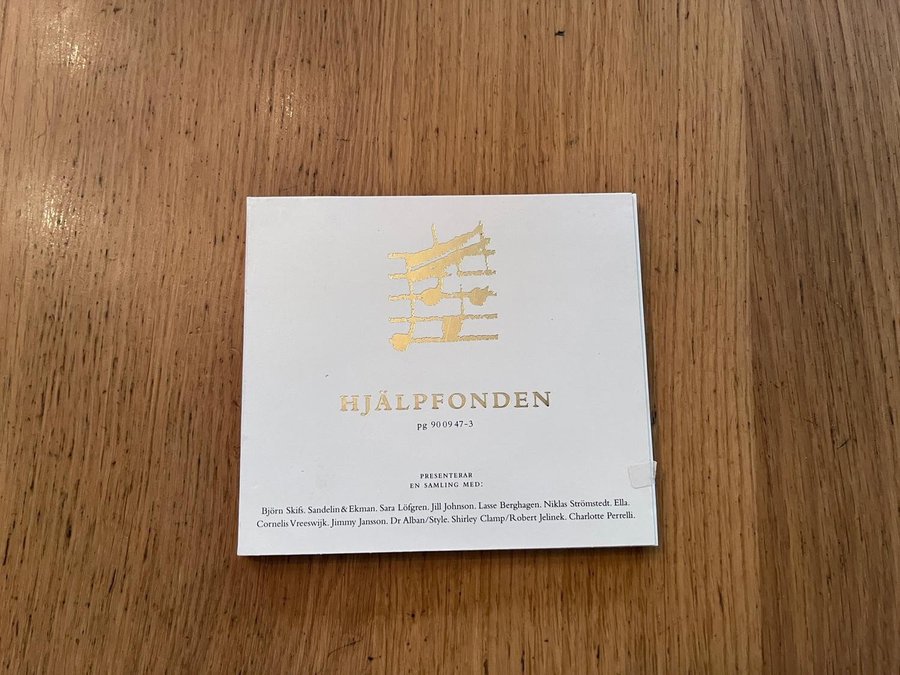 HJÄLPFONDEN
pg 90 09 47-3
PRESENTERAR
EN SAMLING MED:
Björn Skifs. Sandelin & Ekman. Sara Löfgren. Jill Johnson. Lasse Berghagen. Niklas Strömstedt. Ella.
Cornelis Vreeswijk. Jimmy Jansson. Dr Alban/Style. Shirley Clamp/Robert Jelinek. Charlotte Perrelli.